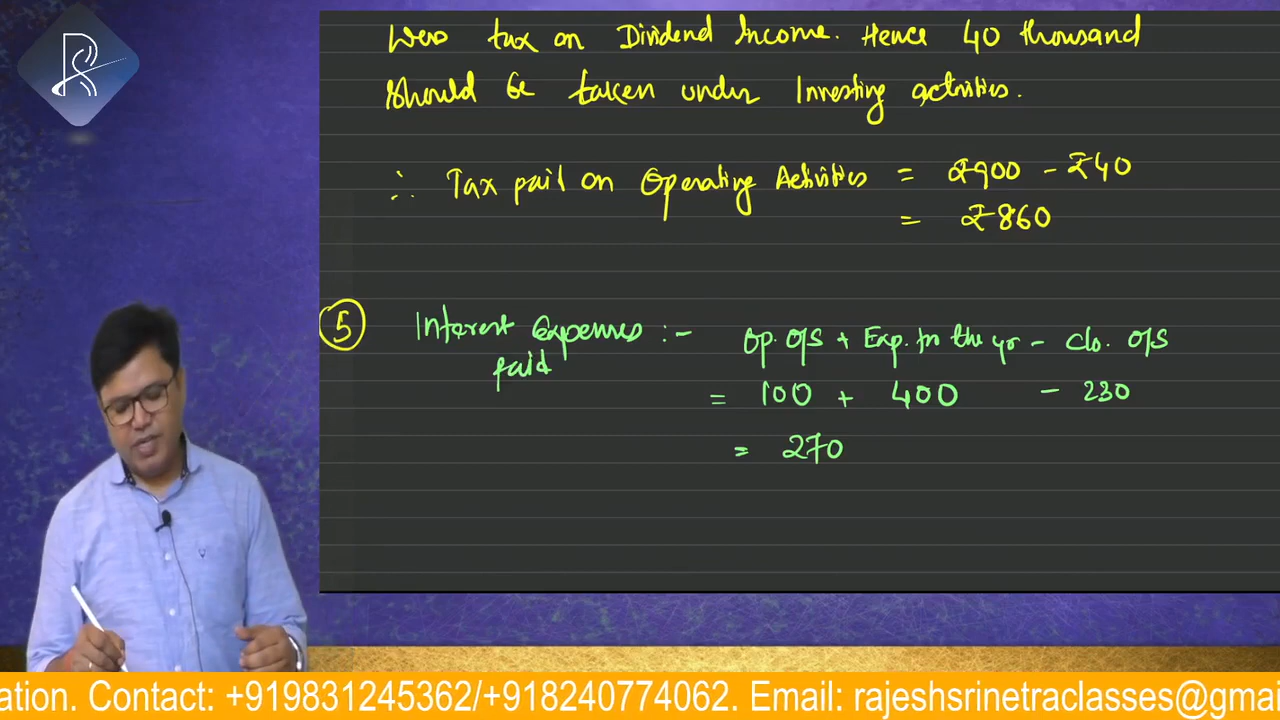 RS
were tax on Dividend Income. Hence 40 thousand
should be taken under Investing activities.
∴ Tax paid on Operating Activities = ₹900 - ₹40
= ₹860
5 Interest Expenses paid :- Op. O/S + Exp. for the yr - Clo. O/S
= 100 + 400 - 230
= 270
ation. Contact: +919831245362/+918240774062. Email: rajeshsrinetraclasses@gmai